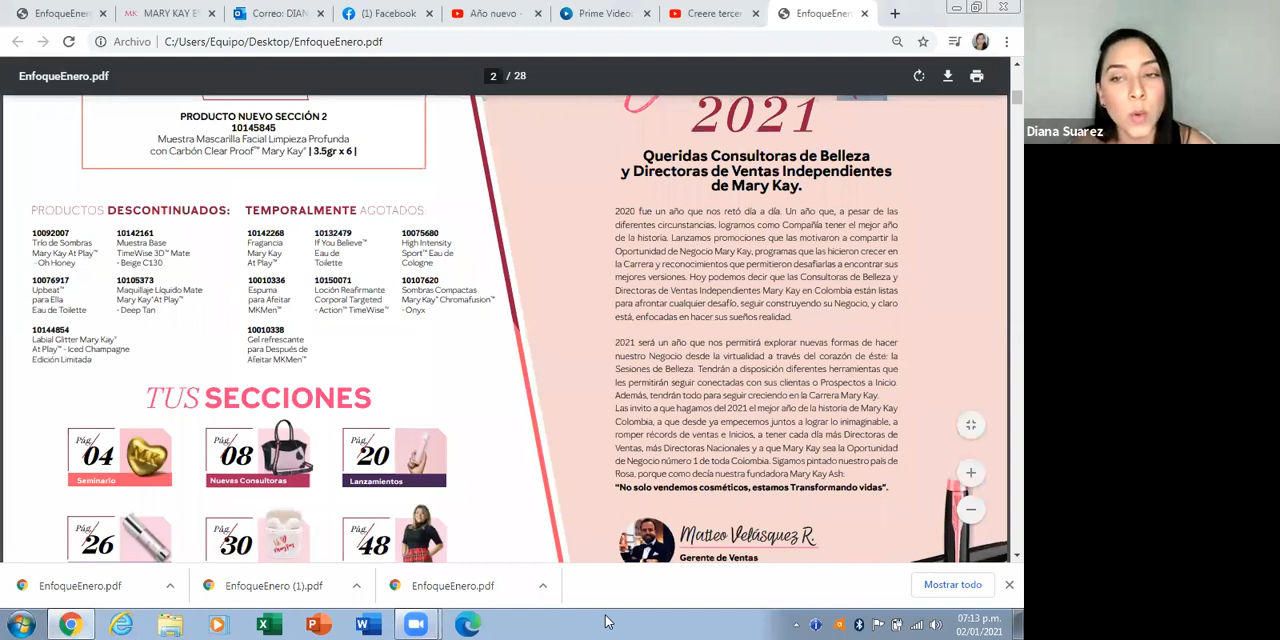 EnfoqueEner
MARY KAY E
Correo: DIAN
(1) Facebook
Año nuevo -
Prime Video:
Creere tercer
EnfoqueEner
Archivo | C:/Users/Equipo/Desktop/EnfoqueEnero.pdf
EnfoqueEnero.pdf
2 / 28
PRODUCTO NUEVO SECCIÓN 2
10145845
Muestra Mascarilla Facial Limpieza Profunda
con Carbón Clear Proof™ Mary Kay® | 3.5gr x 6 |
PRODUCTOS DESCONTINUADOS:
10092007
Trío de Sombras
Mary Kay At Play™
- Oh Honey
10142161
Muestra Base
TimeWise 3D™ Mate
- Beige C130
10076917
Upbeat™
para Ella
Eau de Toilette
10105373
Maquillaje Líquido Mate
Mary Kay® At Play™
- Deep Tan
10144854
Labial Glitter Mary Kay®
At Play™ - Iced Champagne
Edición Limitada
TEMPORALMENTE AGOTADOS:
10142268
Fragancia
Mary Kay
At Play™
10132479
If You Believe™
Eau de
Toilette
10075680
High Intensity
Sport™ Eau de
Cologne
10010336
Espuma
para Afeitar
MKMen™
10150071
Loción Reafirmante
Corporal Targeted
- Action™ TimeWise™
10107620
Sombras Compactas
Mary Kay® Chromafusion™
- Onyx
10010338
Gel refrescante
para Después de
Afeitar MKMen™
TUS SECCIONES
Pág.
04
Seminario
Pág.
08
Nuevas Consultoras
Pág.
20
Lanzamientos
Pág.
26
Pág.
30
Pág.
48
2021
Queridas Consultoras de Belleza
y Directoras de Ventas Independientes
de Mary Kay.
2020 fue un año que nos retó día a día. Un año que, a pesar de las
diferentes circunstancias, logramos como Compañía tener el mejor año
de la historia. Lanzamos promociones que las motivaron a compartir la
Oportunidad de Negocio Mary Kay, programas que las hicieron crecer en
la Carrera y reconocimientos que permitieron desafiarlas a encontrar sus
mejores versiones. Hoy podemos decir que las Consultoras de Belleza y
Directoras de Ventas Independientes Mary Kay en Colombia están listas
para afrontar cualquier desafío, seguir construyendo su Negocio, y claro
está, enfocadas en hacer sus sueños realidad.
2021 será un año que nos permitirá explorar nuevas formas de hacer
nuestro Negocio desde la virtualidad a través del corazón de éste: la
Sesiones de Belleza. Tendrán a disposición diferentes herramientas que
les permitirán seguir conectadas con sus clientas o Prospectos a Inicio.
Además, tendrán todo para seguir creciendo en la Carrera Mary Kay.
Las invito a que hagamos del 2021 el mejor año de la historia de Mary Kay
Colombia, a que desde ya empecemos juntos a lograr lo inimaginable, a
romper récords de ventas e Inicios, a tener cada día más Directoras de
Ventas, más Directoras Nacionales y a que Mary Kay sea la Oportunidad
de Negocio número 1 de toda Colombia. Sigamos pintado nuestro país de
Rosa, porque como decía nuestra fundadora Mary Kay Ash:
"No solo vendemos cosméticos, estamos Transformando vidas".
Matteo Velásquez R.
Gerente de Ventas
Diana Suarez
EnfoqueEnero.pdf
EnfoqueEnero (1).pdf
EnfoqueEnero.pdf
Mostrar todo
07:13 p.m.
02/01/2021